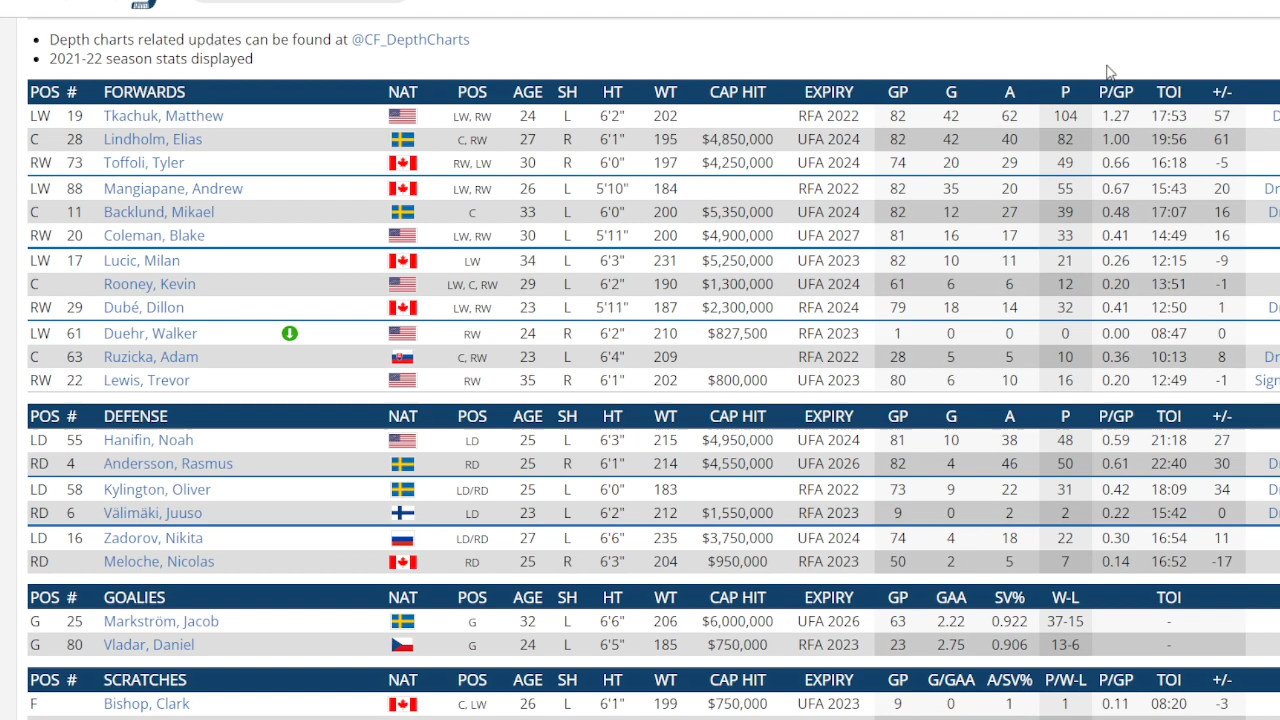 Depth charts related updates can be found at @CF_DepthCharts
2021-22 season stats displayed
POS # FORWARDS NAT POS AGE SH HT WT CAP HIT EXPIRY GP G A P P/GP TOI +/-
LW 19 Tkachuk, Matthew LW, RW 24 L 6'2" 202 RFA 2022 82 42 62 104 1.27 17:53 57
C 28 Lindholm, Elias C, RW 27 R 6'1" 195 $4,850,000 UFA 2024 82 42 40 82 1.00 19:56 61
RW 73 Toffoli, Tyler RW, LW 30 R 6'0" 197 $4,250,000 UFA 2024 74 20 29 49 0.66 16:18 -5
LW 88 Mangiapane, Andrew LW, RW 26 L 5'10" 184 RFA 2022 82 35 20 55 0.67 15:43 20 Dr
C 11 Backlund, Mikael C 33 L 6'0" 200 $5,350,000 UFA 2024 82 12 27 39 0.48 17:07 16
RW 20 Coleman, Blake LW, RW 30 L 5'11" 200 $4,900,000 UFA 2027 81 16 17 33 0.41 14:49 16
LW 17 Lucic, Milan LW 34 L 6'3" 231 $5,250,000 UFA 2023 82 10 11 21 0.26 12:15 -9
C Rooney, Kevin LW, C, RW 29 L 6'2" 190 $1,300,000 UFA 2024 61 6 6 12 0.20 13:51 -1
RW 29 Dubé, Dillon LW, RW 23 L 5'11" 187 $2,300,000 RFA 2024 79 18 14 32 0.41 12:50 1
LW 61 Duehr, Walker RW 24 R 6'2" 210 $827,500 RFA 2023 1 0 0 0 0.00 08:47 0
C 63 Ruzicka, Adam C, RW 23 L 6'4" 209 RFA 2022 28 5 5 10 0.36 10:13 8 Dr
RW 22 Lewis, Trevor RW 35 R 6'1" 202 $800,000 UFA 2023 80 6 10 16 0.20 12:49 -1 Sign
POS # DEFENSE NAT POS AGE SH HT WT CAP HIT EXPIRY GP G A P P/GP TOI +/-
LD 55 Hanifin, Noah LD 25 L 6'3" 215 $4,950,000 UFA 2024 81 10 38 48 0.59 21:18 27
RD 4 Andersson, Rasmus RD 25 R 6'1" 214 $4,550,000 UFA 2026 82 4 46 50 0.61 22:40 30
LD 58 Kylington, Oliver LD/RD 25 L 6'0" 183 RFA 2022 73 9 22 31 0.42 18:09 34
RD 6 Välimäki, Juuso LD 23 L 6'2" 212 $1,550,000 RFA 2023 9 0 2 2 0.22 15:42 0
LD 16 Zadorov, Nikita LD/RD 27 L 6'6" 235 $3,750,000 UFA 2024 74 4 18 22 0.30 16:54 11
RD Meloche, Nicolas RD 25 R 6'3" 204 $950,000 RFA 2023 50 2 5 7 0.14 16:52 -17
POS # GOALIES NAT POS AGE SH HT WT CAP HIT EXPIRY GP GAA SV% W-L TOI
G 25 Markström, Jacob G 32 L 6'6" 206 $6,000,000 UFA 2026 63 2.22 0.922 37-15 -
G 80 Vladar, Daniel G 24 L 6'5" 185 $750,000 RFA 2023 23 2.75 0.906 13-6 -
POS # SCRATCHES NAT POS AGE SH HT WT CAP HIT EXPIRY GP G/GAA A/SV% P/W-L P/GP TOI +/-
F Bishop, Clark C, LW 26 L 6'1" 199 $750,000 UFA 2023 9 0 1 1 0.11 08:20 -3